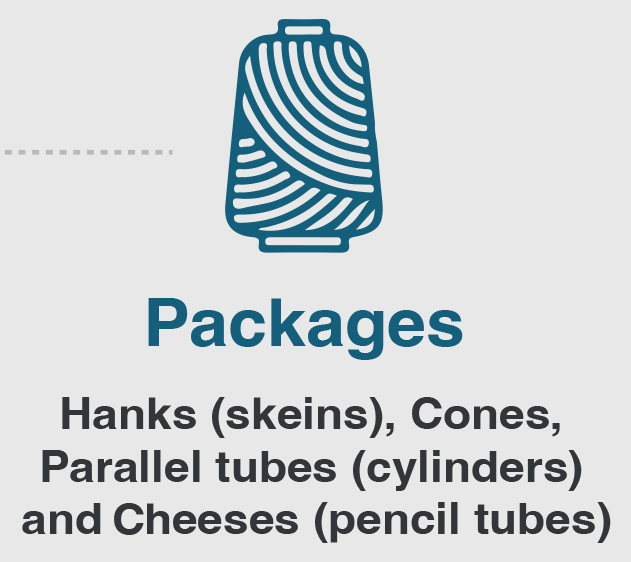 Packages
Hanks (skeins), Cones,
Parallel tubes (cylinders)
and Cheeses (pencil tubes)